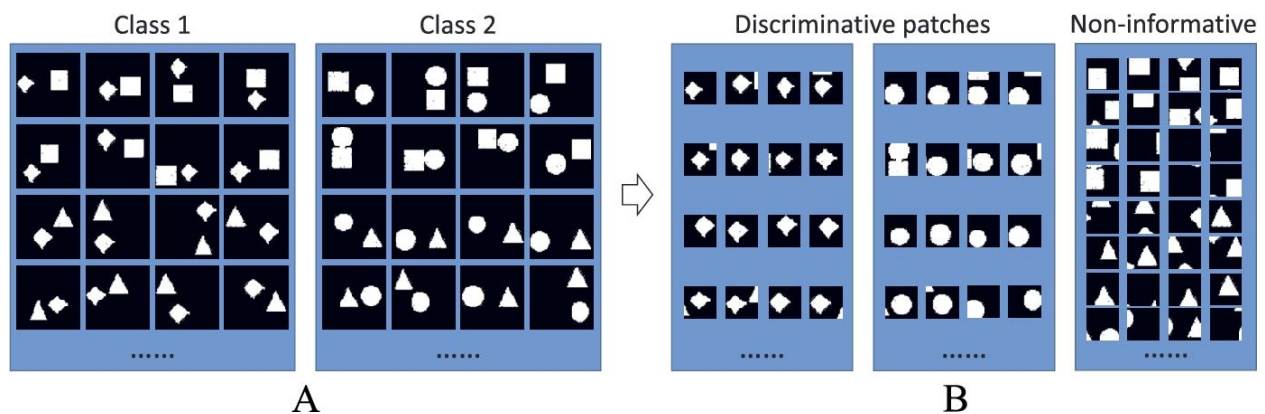 Class 1
Class 2
Discriminative patches
Non-informative
......
......
......
......
......
A
B